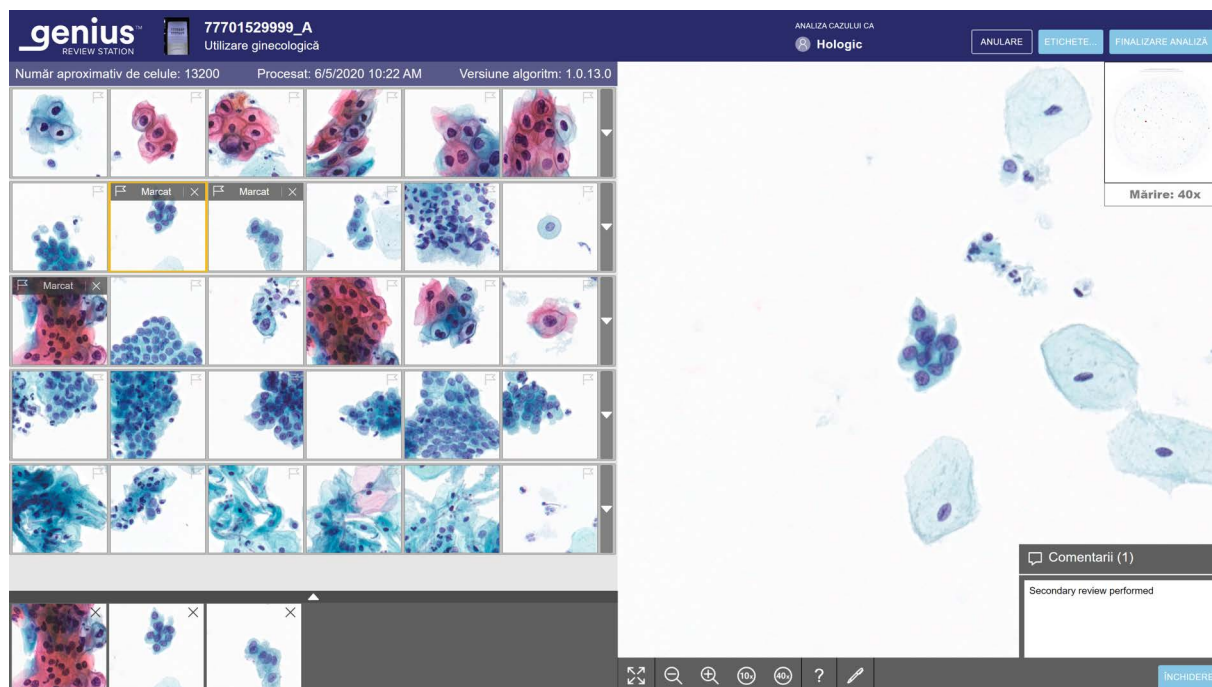 genius™
REVIEW STATION
77701529999_A
Utilizare ginecologică
ANALIZA CAZULUI CA
Hologic
ANULARE
ETICHETE...
FINALIZARE ANALIZĂ
Număr aproximativ de celule: 13200
Procesat: 6/5/2020 10:22 AM
Versiune algoritm: 1.0.13.0
Mărire: 40x
Marcat
Marcat
Marcat
Comentarii (1)
Secondary review performed
10x
40x
?
ÎNCHIDERE